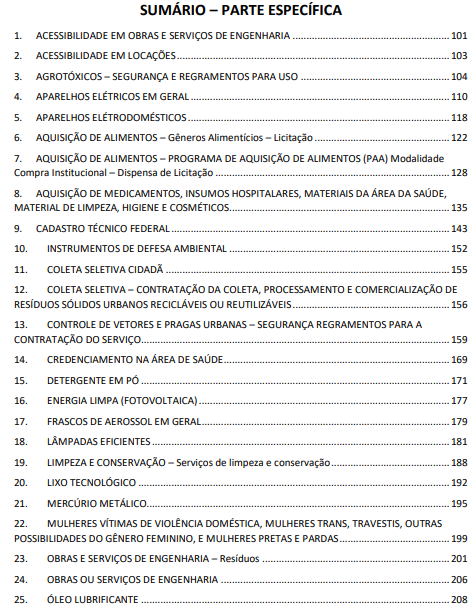 SUMÁRIO – PARTE ESPECÍFICA
1. ACESSIBILIDADE EM OBRAS E SERVIÇOS DE ENGENHARIA ........ 101
2. ACESSIBILIDADE EM LOCAÇÕES ........ 103
3. AGROTÓXICOS – SEGURANÇA E REGRAMENTOS PARA USO ........ 104
4. APARELHOS ELÉTRICOS EM GERAL ........ 110
5. APARELHOS ELÉTRODOMÉSTICOS ........ 118
6. AQUISIÇÃO DE ALIMENTOS – Gêneros Alimentícios – Licitação ........ 122
7. AQUISIÇÃO DE ALIMENTOS – PROGRAMA DE AQUISIÇÃO DE ALIMENTOS (PAA) Modalidade
Compra Institucional – Dispensa de Licitação ........ 128
8. AQUISIÇÃO DE MEDICAMENTOS, INSUMOS HOSPITALARES, MATERIAIS DA ÁREA DA SAÚDE,
MATERIAL DE LIMPEZA, HIGIENE E COSMÉTICOS ........ 135
9. CADASTRO TÉCNICO FEDERAL ........ 143
10. INSTRUMENTOS DE DEFESA AMBIENTAL ........ 152
11. COLETA SELETIVA CIDADÃ ........ 155
12. COLETA SELETIVA – CONTRATAÇÃO DA COLETA, PROCESSAMENTO E COMERCIALIZAÇÃO DE
RESÍDUOS SÓLIDOS URBANOS RECICLÁVEIS OU REUTILIZÁVEIS ........ 156
13. CONTROLE DE VETORES E PRAGAS URBANAS – SEGURANÇA REGRAMENTOS PARA A
CONTRATAÇÃO DO SERVIÇO ........ 159
14. CREDENCIAMENTO NA ÁREA DE SAÚDE ........ 169
15. DETERGENTE EM PÓ ........ 171
16. ENERGIA LIMPA (FOTOVOLTAICA) ........ 177
17. FRASCOS DE AEROSSOL EM GERAL ........ 179
18. LÂMPADAS EFICIENTES ........ 181
19. LIMPEZA E CONSERVAÇÃO – Serviços de limpeza e conservação ........ 188
20. LIXO TECNOLÓGICO ........ 192
21. MERCÚRIO METÁLICO ........ 195
22. MULHERES VÍTIMAS DE VIOLÊNCIA DOMÉSTICA, MULHERES TRANS, TRAVESTIS, OUTRAS
POSSIBILIDADES DO GÊNERO FEMININO, E MULHERES PRETAS E PARDAS ........ 199
23. OBRAS E SERVIÇOS DE ENGENHARIA – Resíduos ........ 201
24. OBRAS OU SERVIÇOS DE ENGENHARIA ........ 206
25. ÓLEO LUBRIFICANTE ........ 208